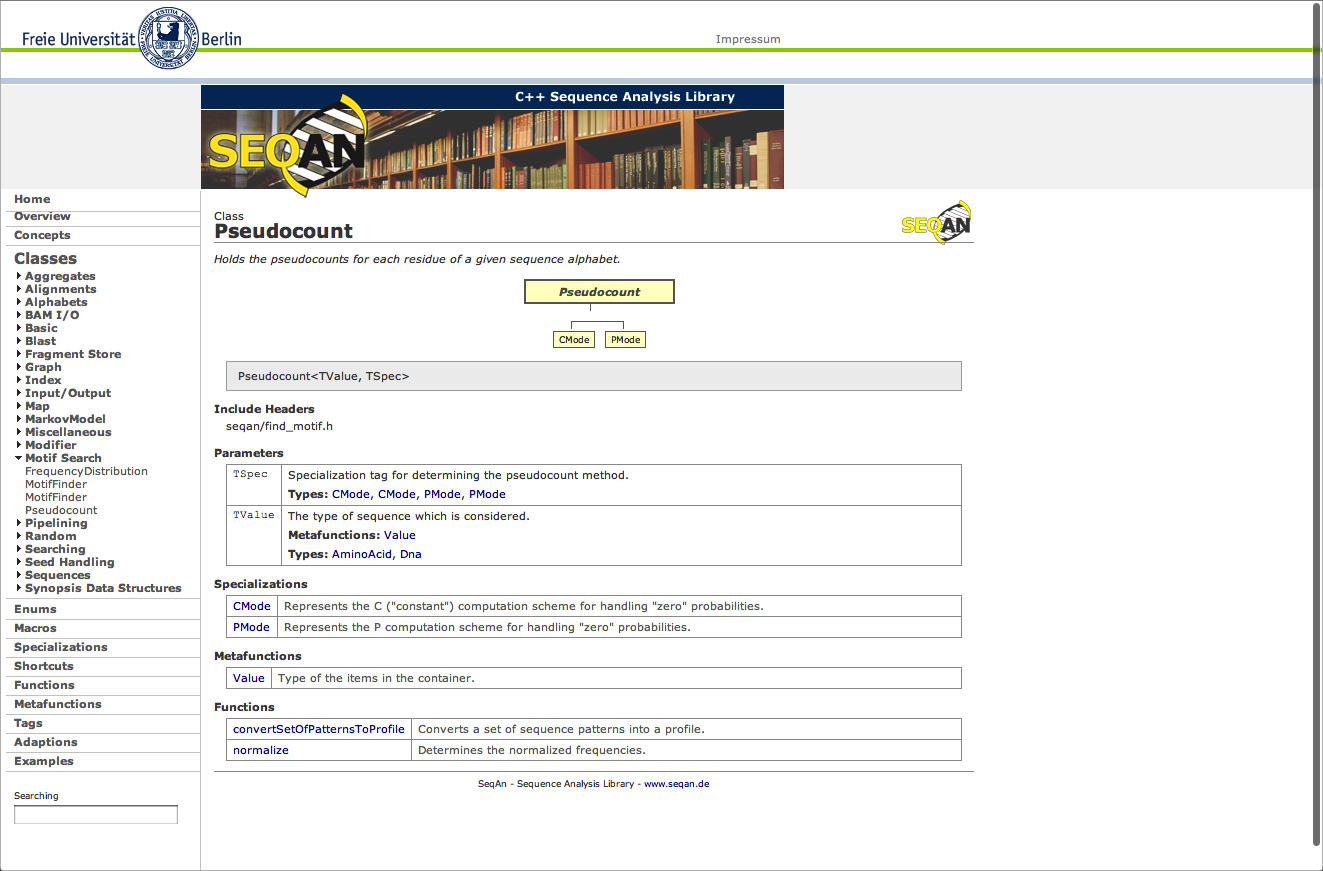 Freie Universität Berlin
Impressum
C++ Sequence Analysis Library
SEQAN
Home
Overview
Concepts
Classes
Aggregates
Alignments
Alphabets
BAM I/O
Basic
Blast
Fragment Store
Graph
Index
Input/Output
Map
MarkovModel
Miscellaneous
Modifier
Motif Search
FrequencyDistribution
MotifFinder
MotifFinder
Pseudocount
Pipelining
Random
Searching
Seed Handling
Sequences
Synopsis Data Structures
Enums
Macros
Specializations
Shortcuts
Functions
Metafunctions
Tags
Adaptions
Examples
Searching
Class
Pseudocount
SEQAN
Holds the pseudocounts for each residue of a given sequence alphabet.
Pseudocount
CMode PMode
Pseudocount<TValue, TSpec>
Include Headers
seqan/find_motif.h
Parameters
TSpec Specialization tag for determining the pseudocount method.
Types: CMode, CMode, PMode, PMode
TValue The type of sequence which is considered.
Metafunctions: Value
Types: AminoAcid, Dna
Specializations
CMode Represents the C ("constant") computation scheme for handling "zero" probabilities.
PMode Represents the P computation scheme for handling "zero" probabilities.
Metafunctions
Value Type of the items in the container.
Functions
convertSetOfPatternsToProfile Converts a set of sequence patterns into a profile.
normalize Determines the normalized frequencies.
SeqAn - Sequence Analysis Library - www.seqan.de